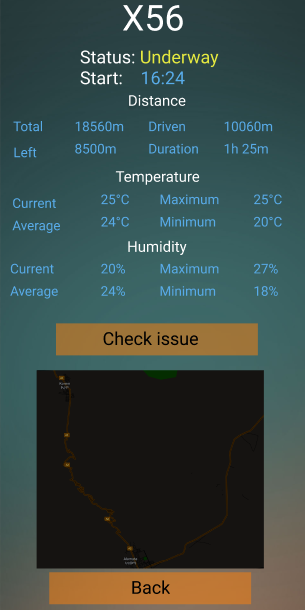 X56
Status: Underway
Start: 16:24
Distance
Total 18560m Driven 10060m
Left 8500m Duration 1h 25m
Temperature
Current 25°C Maximum 25°C
Average 24°C Minimum 20°C
Humidity
Current 20% Maximum 27%
Average 24% Minimum 18%
Check issue
Back